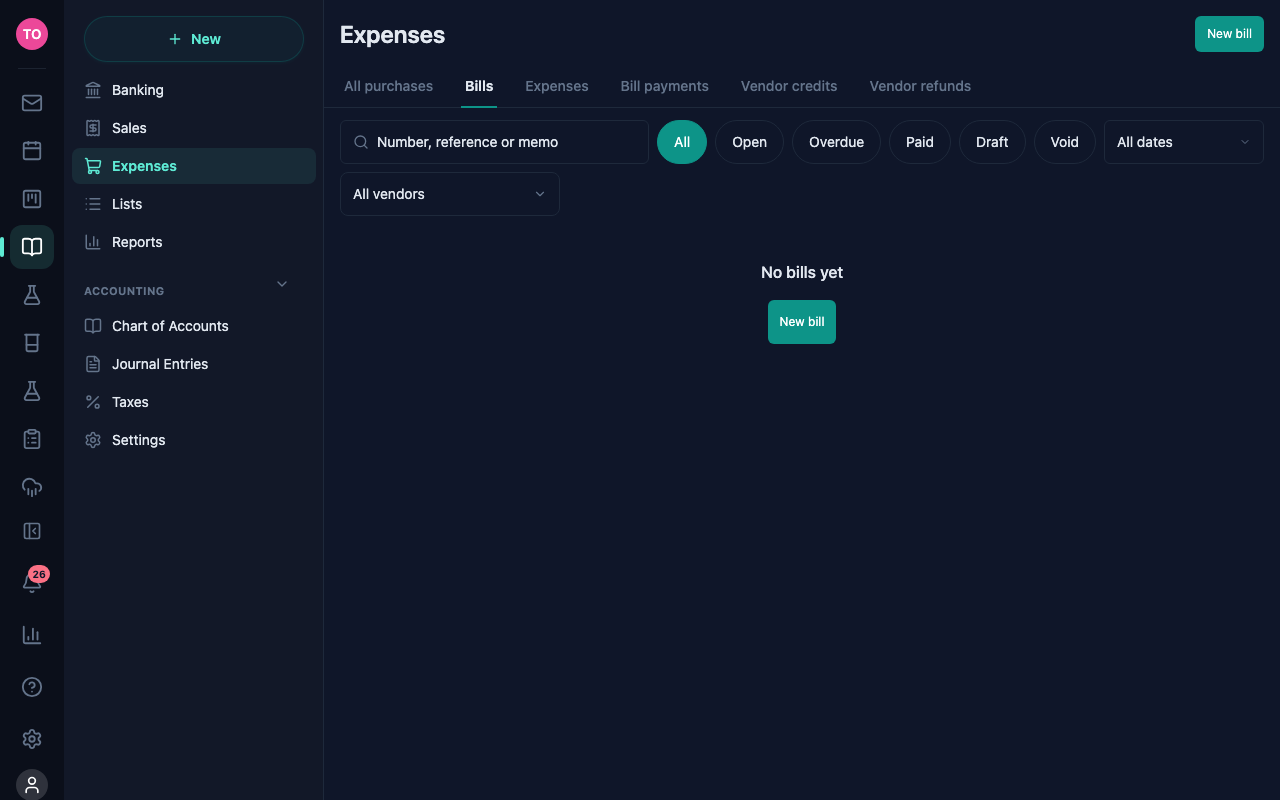 TO
New
Banking
Sales
Expenses
Lists
Reports
ACCOUNTING
Chart of Accounts
Journal Entries
Taxes
Settings
26
Expenses
New bill
All purchases
Bills
Expenses
Bill payments
Vendor credits
Vendor refunds
Number, reference or memo
All
Open
Overdue
Paid
Draft
Void
All dates
All vendors
No bills yet
New bill